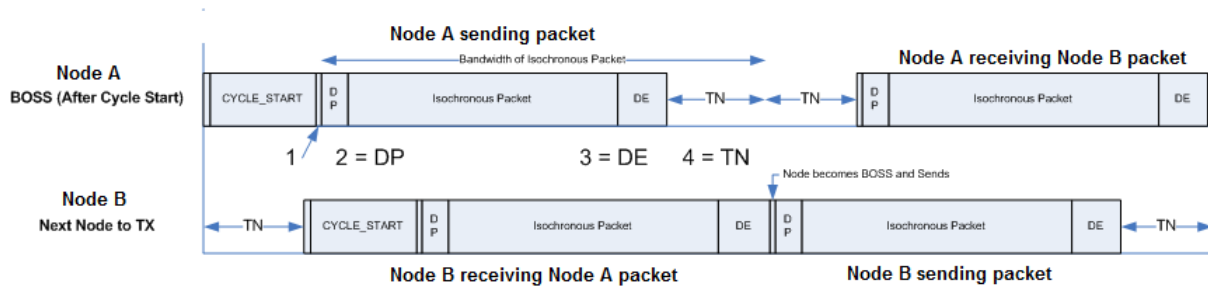 Node A sending packet
Bandwidth of Isochronous Packet
Node A receiving Node B packet
Node A
BOSS (After Cycle Start)
CYCLE_START
D
P
Isochronous Packet
DE
TN
TN
D
P
Isochronous Packet
DE
1
2 = DP
3 = DE
4 = TN
Node becomes BOSS and Sends
Node B
Next Node to TX
TN
CYCLE_START
D
P
Isochronous Packet
DE
D
P
Isochronous Packet
DE
TN
Node B receiving Node A packet
Node B sending packet